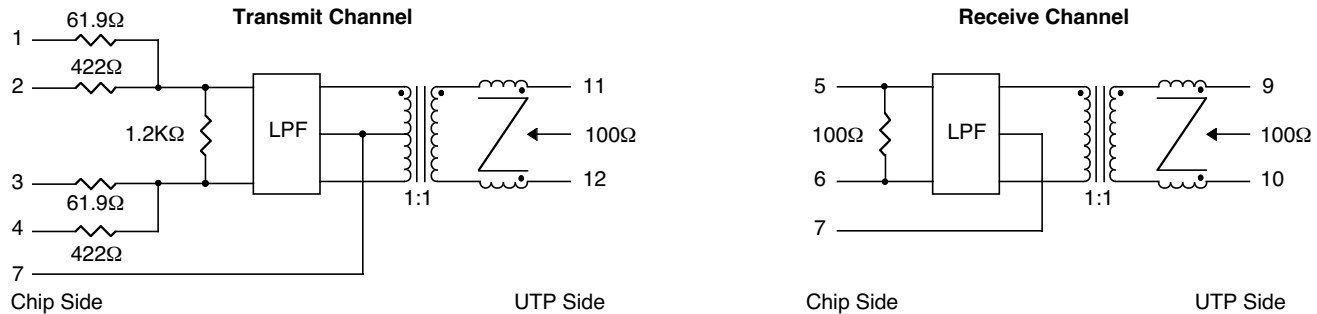 Transmit Channel
61.9Ω
1
422Ω
2
1.2KΩ
LPF
11
100Ω
12
3
61.9Ω
1:1
4
422Ω
7
Chip Side
UTP Side
Receive Channel
5
9
100Ω
LPF
100Ω
6
10
1:1
7
Chip Side
UTP Side